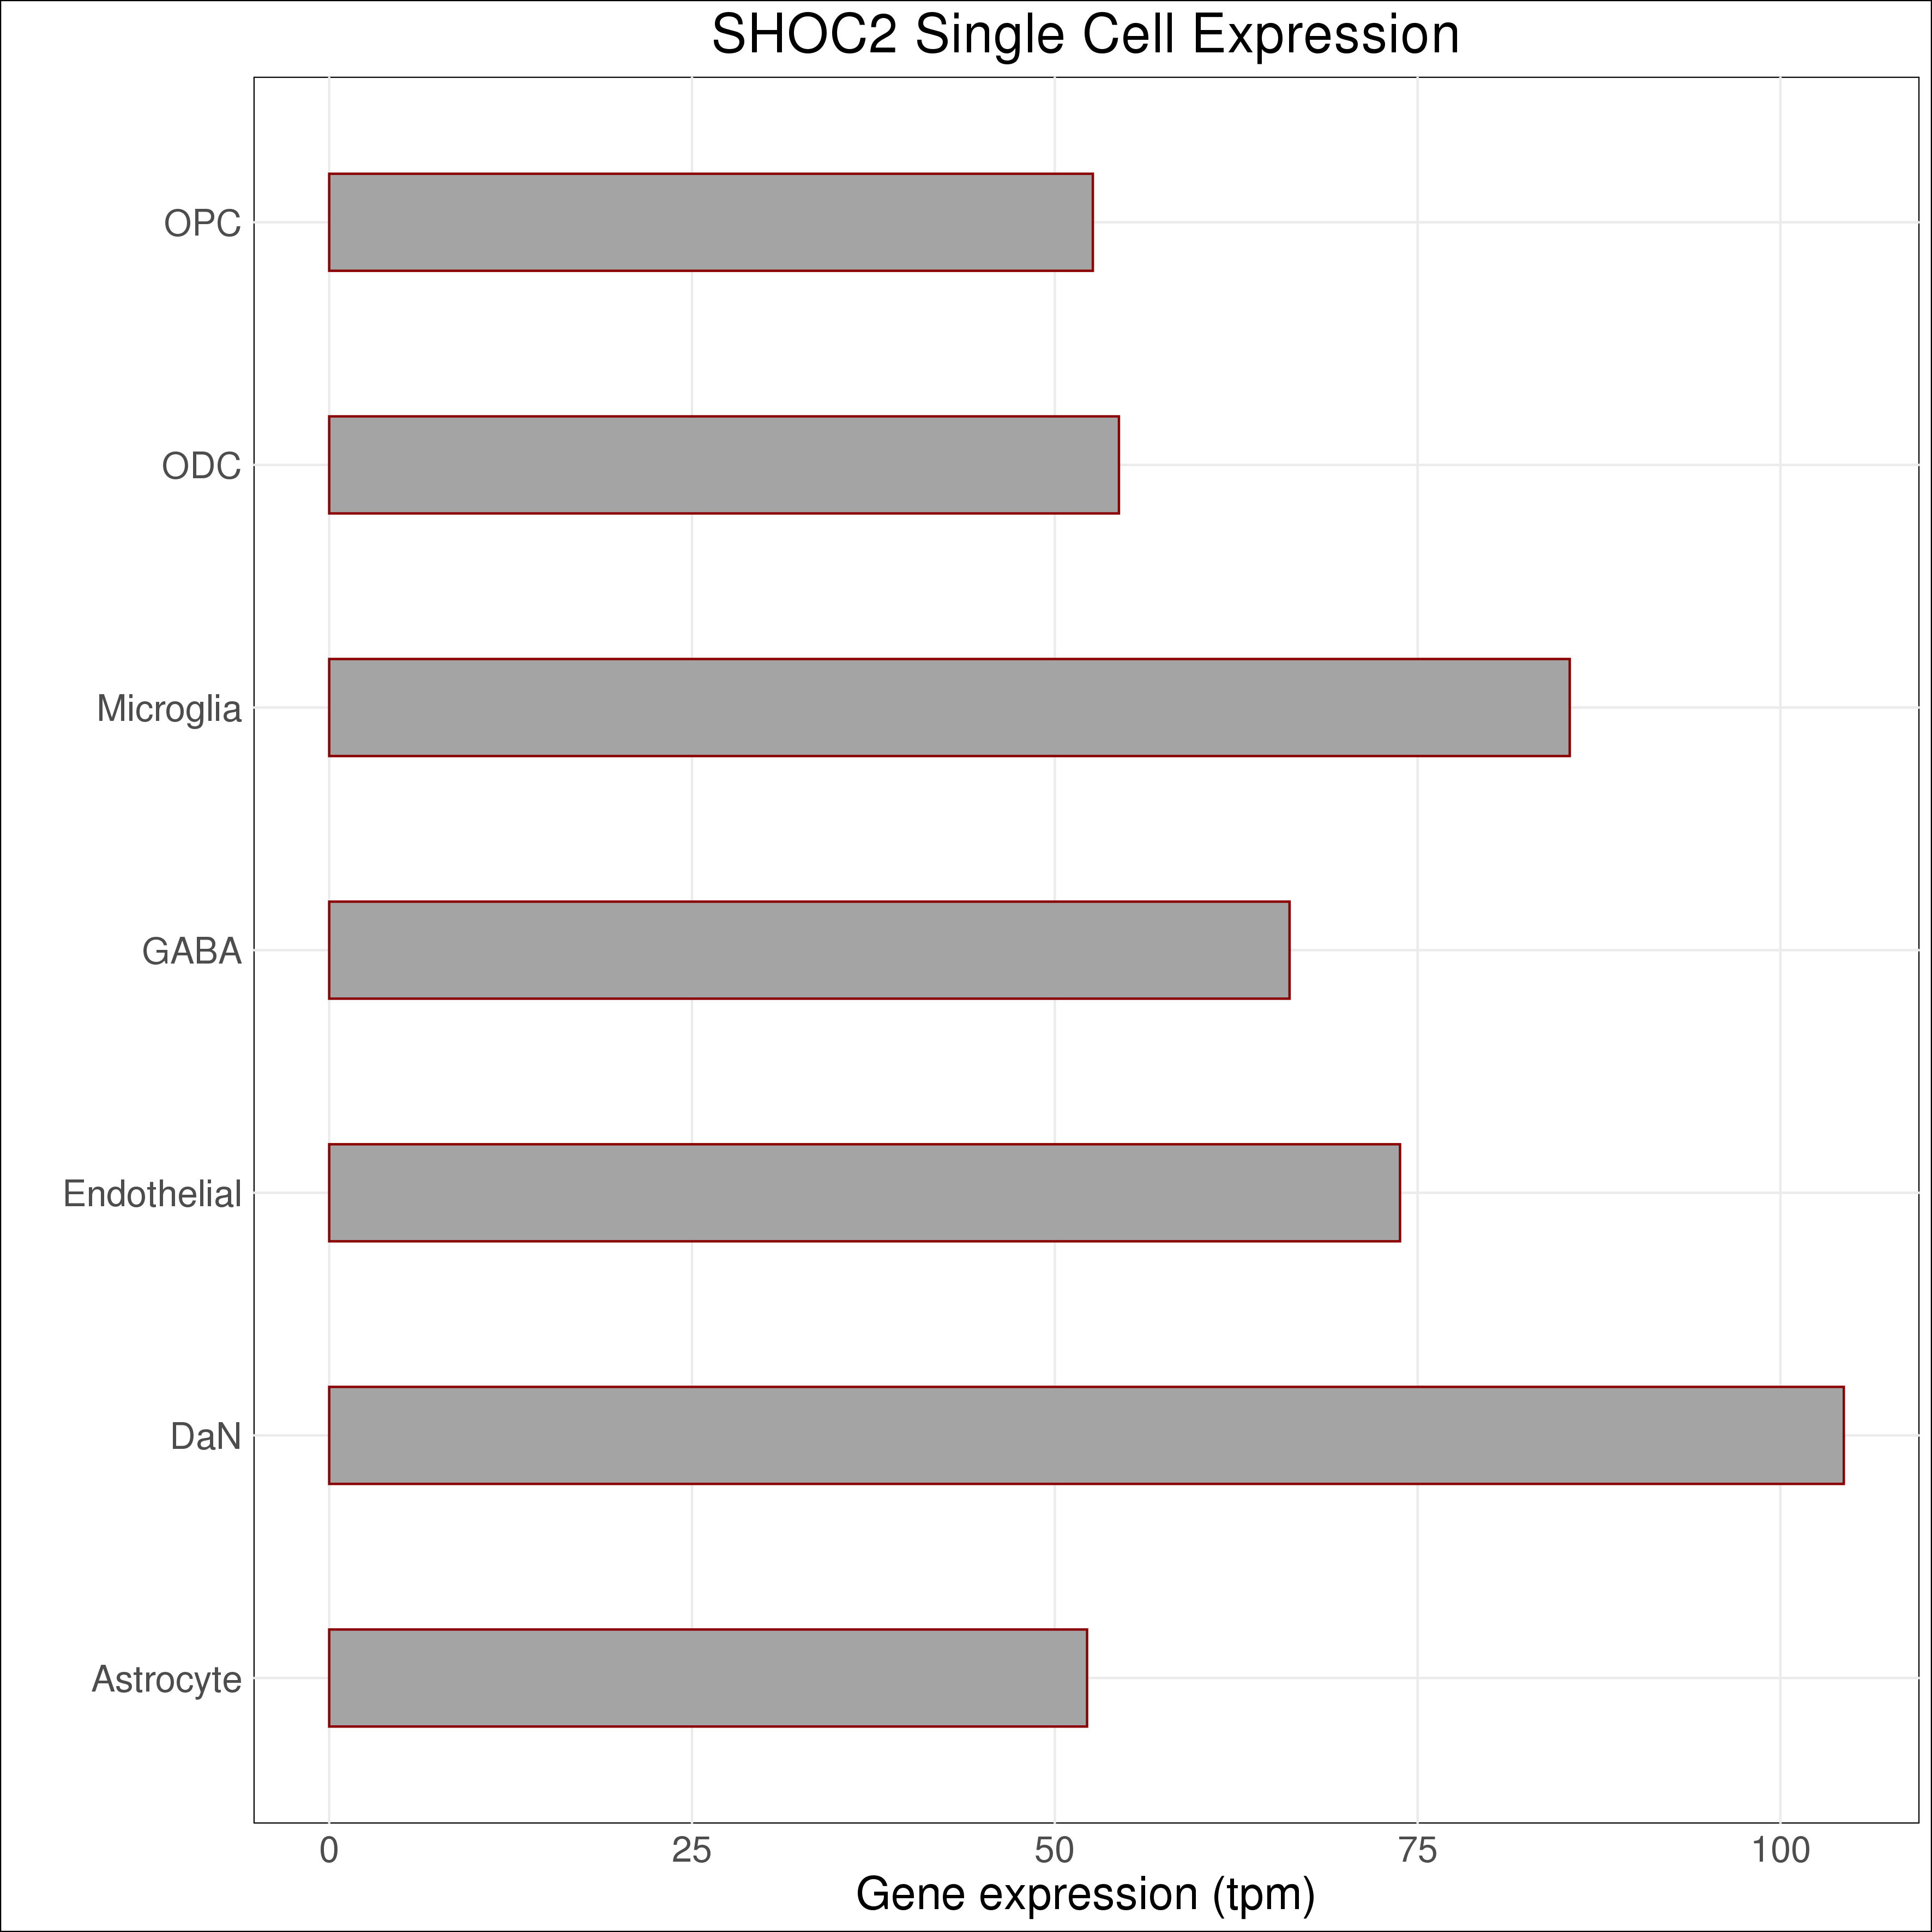 SHOC2 Single Cell Expression
OPC
ODC
Microglia
GABA
Endothelial
DaN
Astrocyte
0 25 50 75 100
Gene expression (tpm)